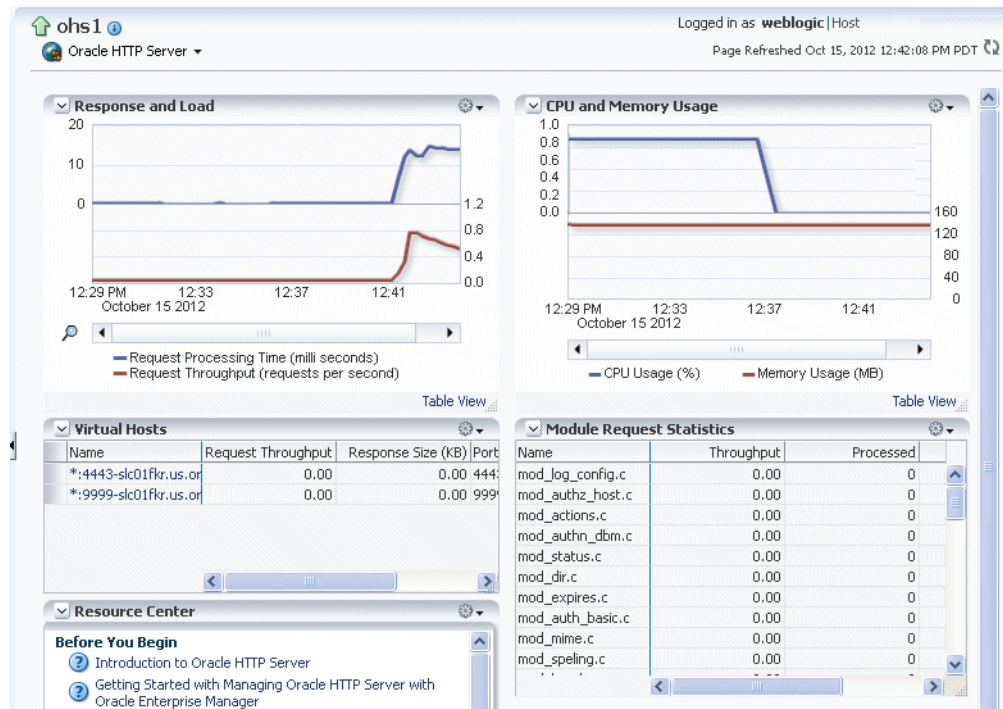 ohs1
Logged in as weblogic|Host
Oracle HTTP Server
Page Refreshed Oct 15, 2012 12:42:08 PM PDT
Response and Load
20
10
0
1.2
0.8
0.4
0.0
12:29 PM 12:33 12:37 12:41
October 15 2012
Request Processing Time (milli seconds)
Request Throughput (requests per second)
Table View
CPU and Memory Usage
1.0
0.8
0.6
0.4
0.2
0.0
160
120
80
40
0
12:29 PM 12:33 12:37 12:41
October 15 2012
CPU Usage (%) Memory Usage (MB)
Table View
Virtual Hosts
Name Request Throughput Response Size (KB) Port
*:4443-slc01fkr.us.or 0.00 0.00 444
*:9999-slc01fkr.us.or 0.00 0.00 999
Module Request Statistics
Name Throughput Processed
mod_log_config.c 0.00 0
mod_authz_host.c 0.00 0
mod_actions.c 0.00 0
mod_authn_dbm.c 0.00 0
mod_status.c 0.00 0
mod_dir.c 0.00 0
mod_expires.c 0.00 0
mod_auth_basic.c 0.00 0
mod_mime.c 0.00 0
mod_speling.c 0.00 0
Resource Center
Before You Begin
Introduction to Oracle HTTP Server
Getting Started with Managing Oracle HTTP Server with
Oracle Enterprise Manager